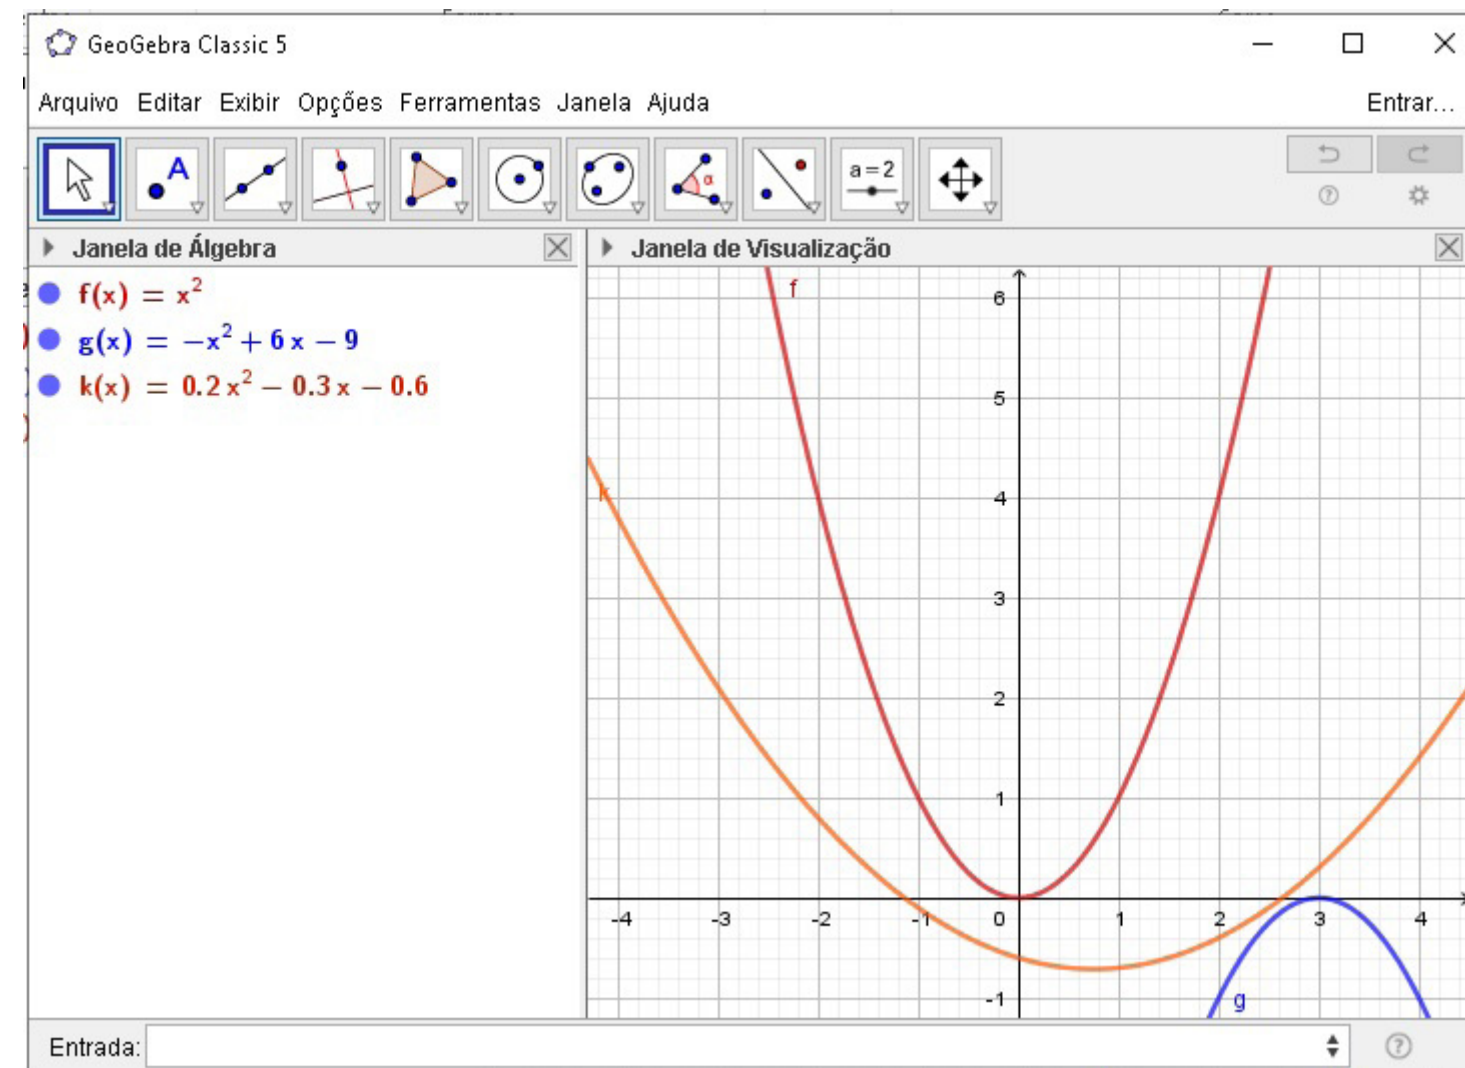 GeoGebra Classic 5
Arquivo Editar Exibir Opções Ferramentas Janela Ajuda Entrar...
A
α
a = 2
Janela de Álgebra
Janela de Visualização
f(x) = x²
g(x) = −x² + 6 x − 9
k(x) = 0.2 x² − 0.3 x − 0.6
f
k
g
6
5
4
3
2
1
-4 -3 -2 -1 0 1 2 3 4
-1
Entrada: